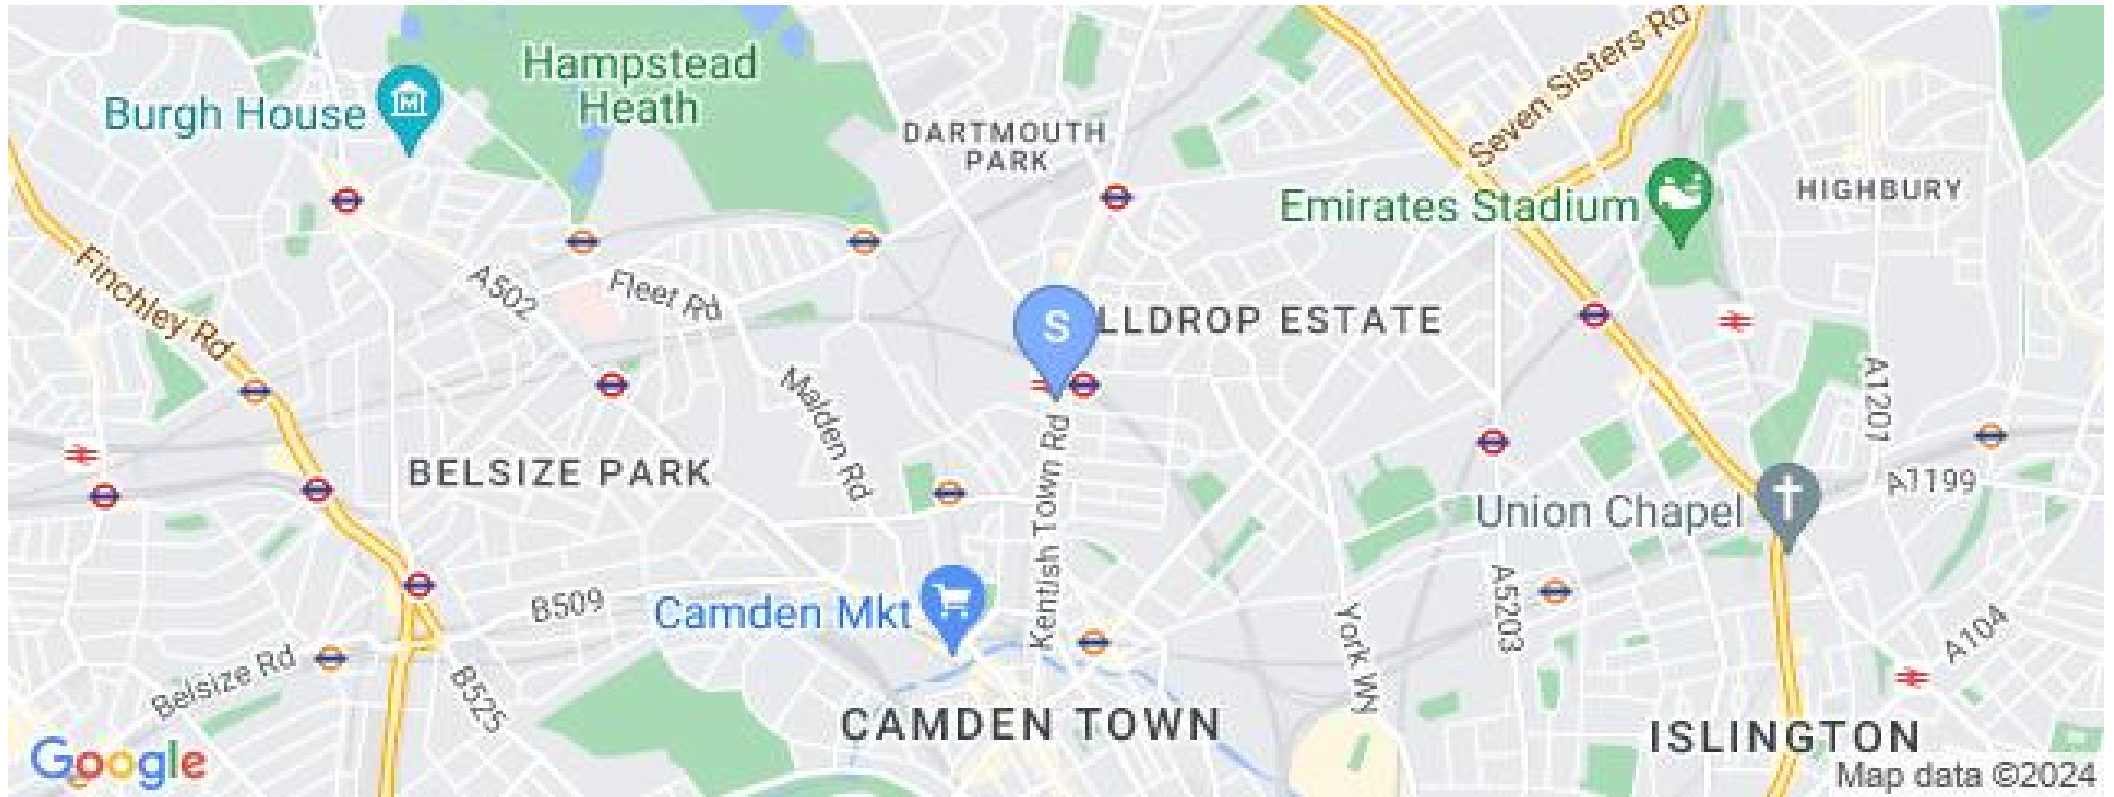 Hampstead
Heath
Burgh House
DARTMOUTH
PARK
Seven Sisters Rd
Emirates Stadium
HIGHBURY
Finchley Rd
A502
Fleet Rd
S
LLDROP ESTATE
Malden Rd
A1201
BELSIZE PARK
Kentish Town Rd
A1199
Union Chapel
B509
Camden Mkt
A5203
York Wy
A104
Belsize Rd
B525
CAMDEN TOWN
ISLINGTON
Google
Map data ©2024